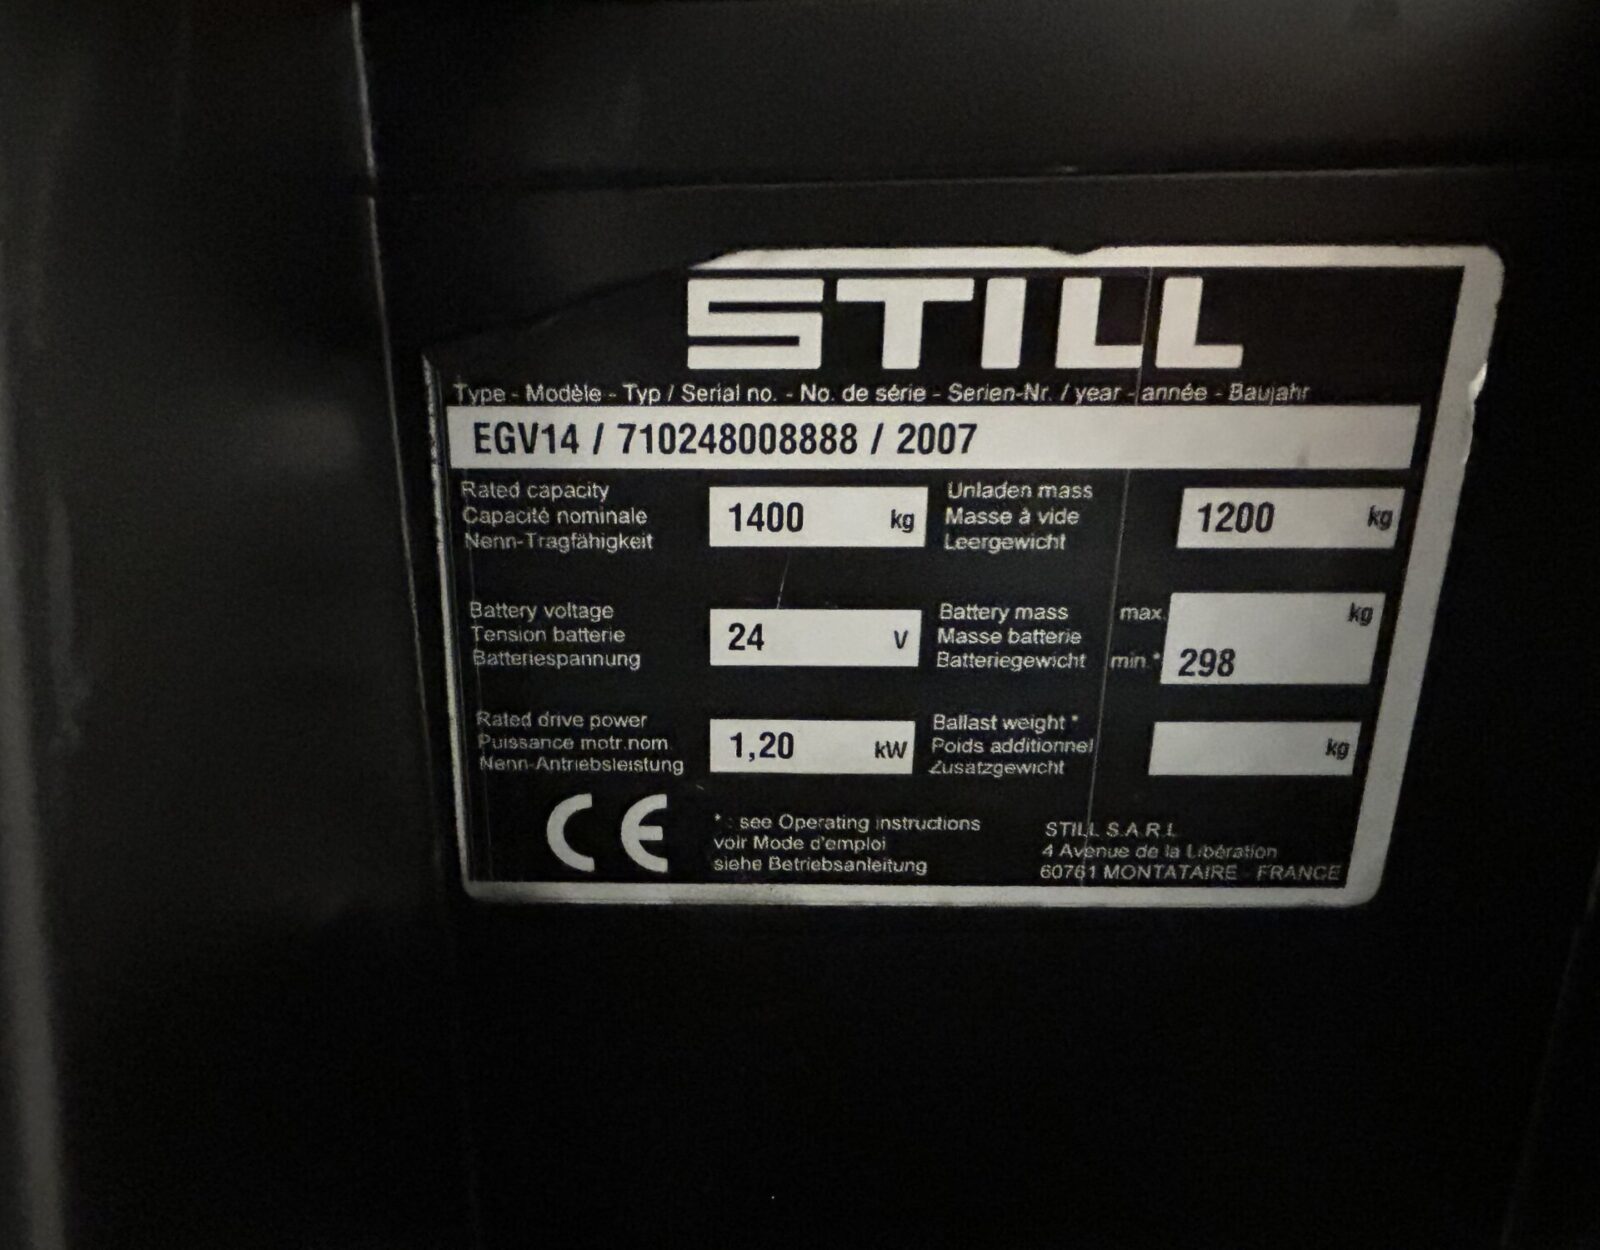 STILL
Type - Modèle - Typ / Serial no. - No. de série - Serien-Nr. / year - année - Baujahr
EGV14 / 710248008888 / 2007
Rated capacity
Capacité nominale
Nenn-Tragfähigkeit
1400 kg
Unladen mass
Masse à vide
Leergewicht
1200 kg
Battery voltage
Tension batterie
Batteriespannung
24 V
Battery mass max. kg
Masse batterie
Batteriegewicht min.* 298
Rated drive power
Puissance motr.nom
Nenn-Antriebsleistung
1,20 kW
Ballast weight *
Poids additionnel
Zusatzgewicht
kg
CE
* : see Operating instructions
voir Mode d'emploi
siehe Betriebsanleitung
STILL S.A.R.L
4 Avenue de la Libération
60761 MONTATAIRE - FRANCE